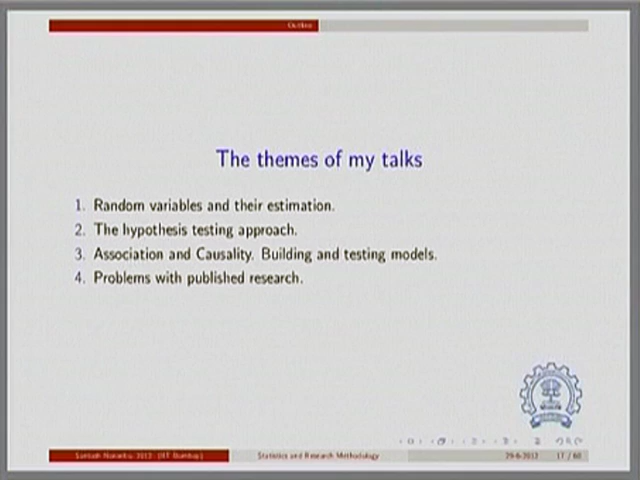 Outline
The themes of my talks
1. Random variables and their estimation.
2. The hypothesis testing approach.
3. Association and Causality. Building and testing models.
4. Problems with published research.
Santosh Noronha, 2012 (IIT Bombay)
Statistics and Research Methodology
29-6-2012
17 / 60